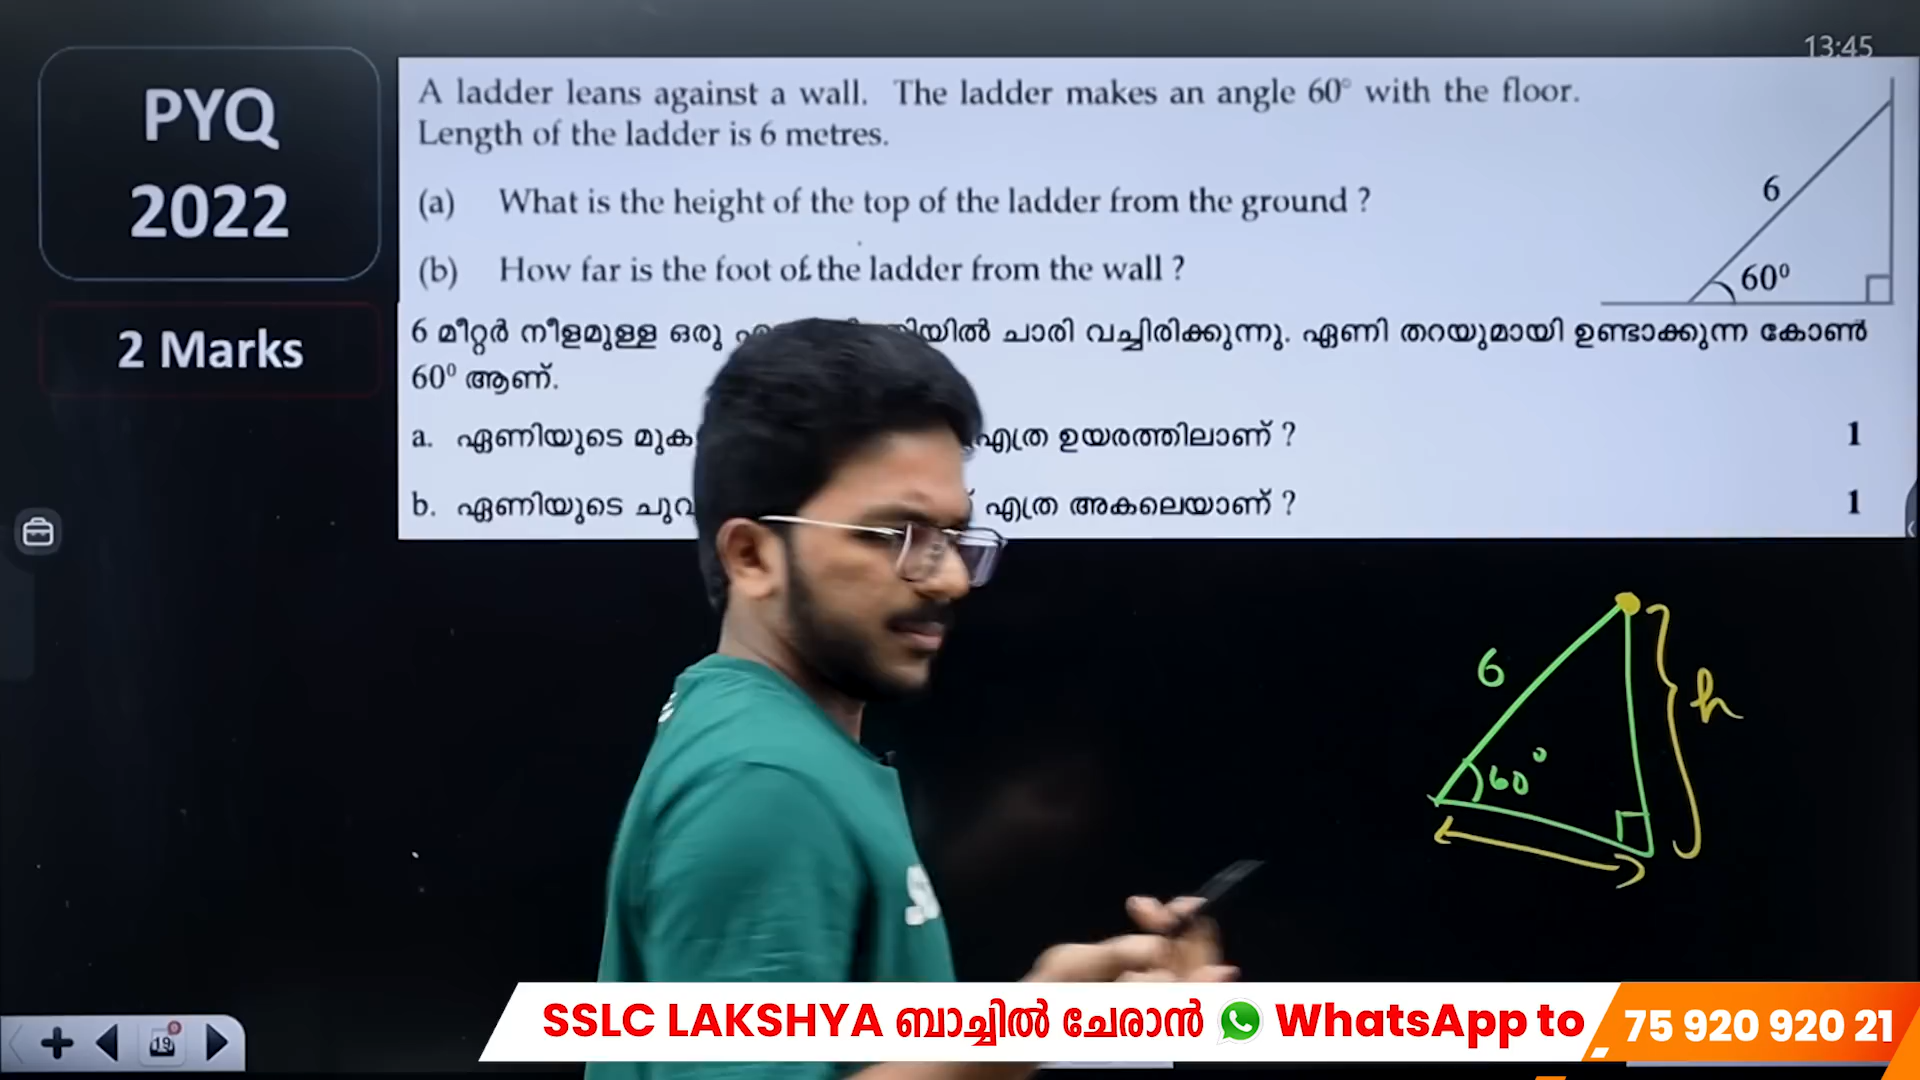 13:45
PYQ
2022
2 Marks
A ladder leans against a wall. The ladder makes an angle 60° with the floor.
Length of the ladder is 6 metres.
(a) What is the height of the top of the ladder from the ground ?
(b) How far is the foot of the ladder from the wall ?
6
60⁰
6 മീറ്റർ നീളമുള്ള ഒരു ചാരി വച്ചിരിക്കുന്നു. ഏണി തറയുമായി ഉണ്ടാക്കുന്ന കോൺ
60⁰ ആണ്.
a. ഏണിയുടെ എത്ര ഉയരത്തിലാണ് ? 1
b. ഏണിയുടെ എത്ര അകലെയാണ് ? 1
6
h
60°
19
SSLC LAKSHYA ബാച്ചിൽ ചേരാൻ WhatsApp to 75 920 920 21